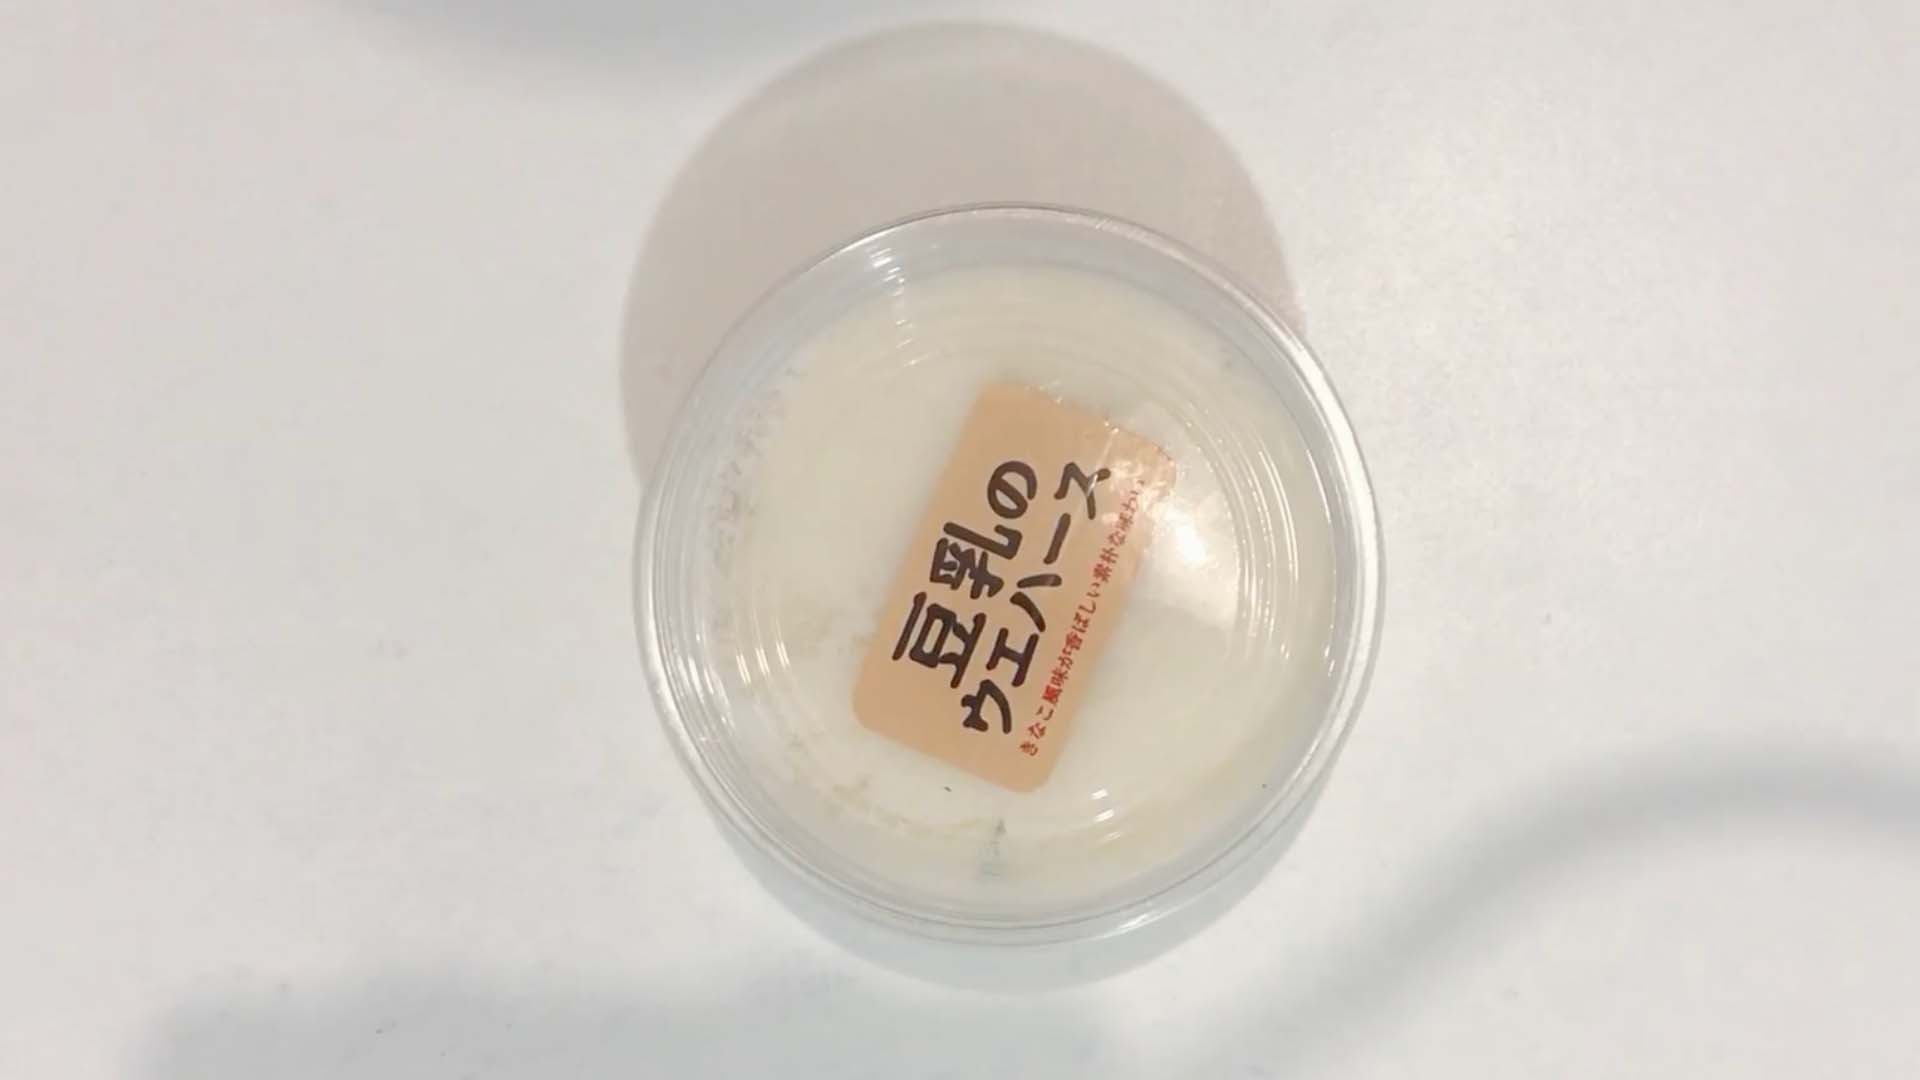 豆乳の
ウエハース
きなこ風味が香ばしい素朴な味わい